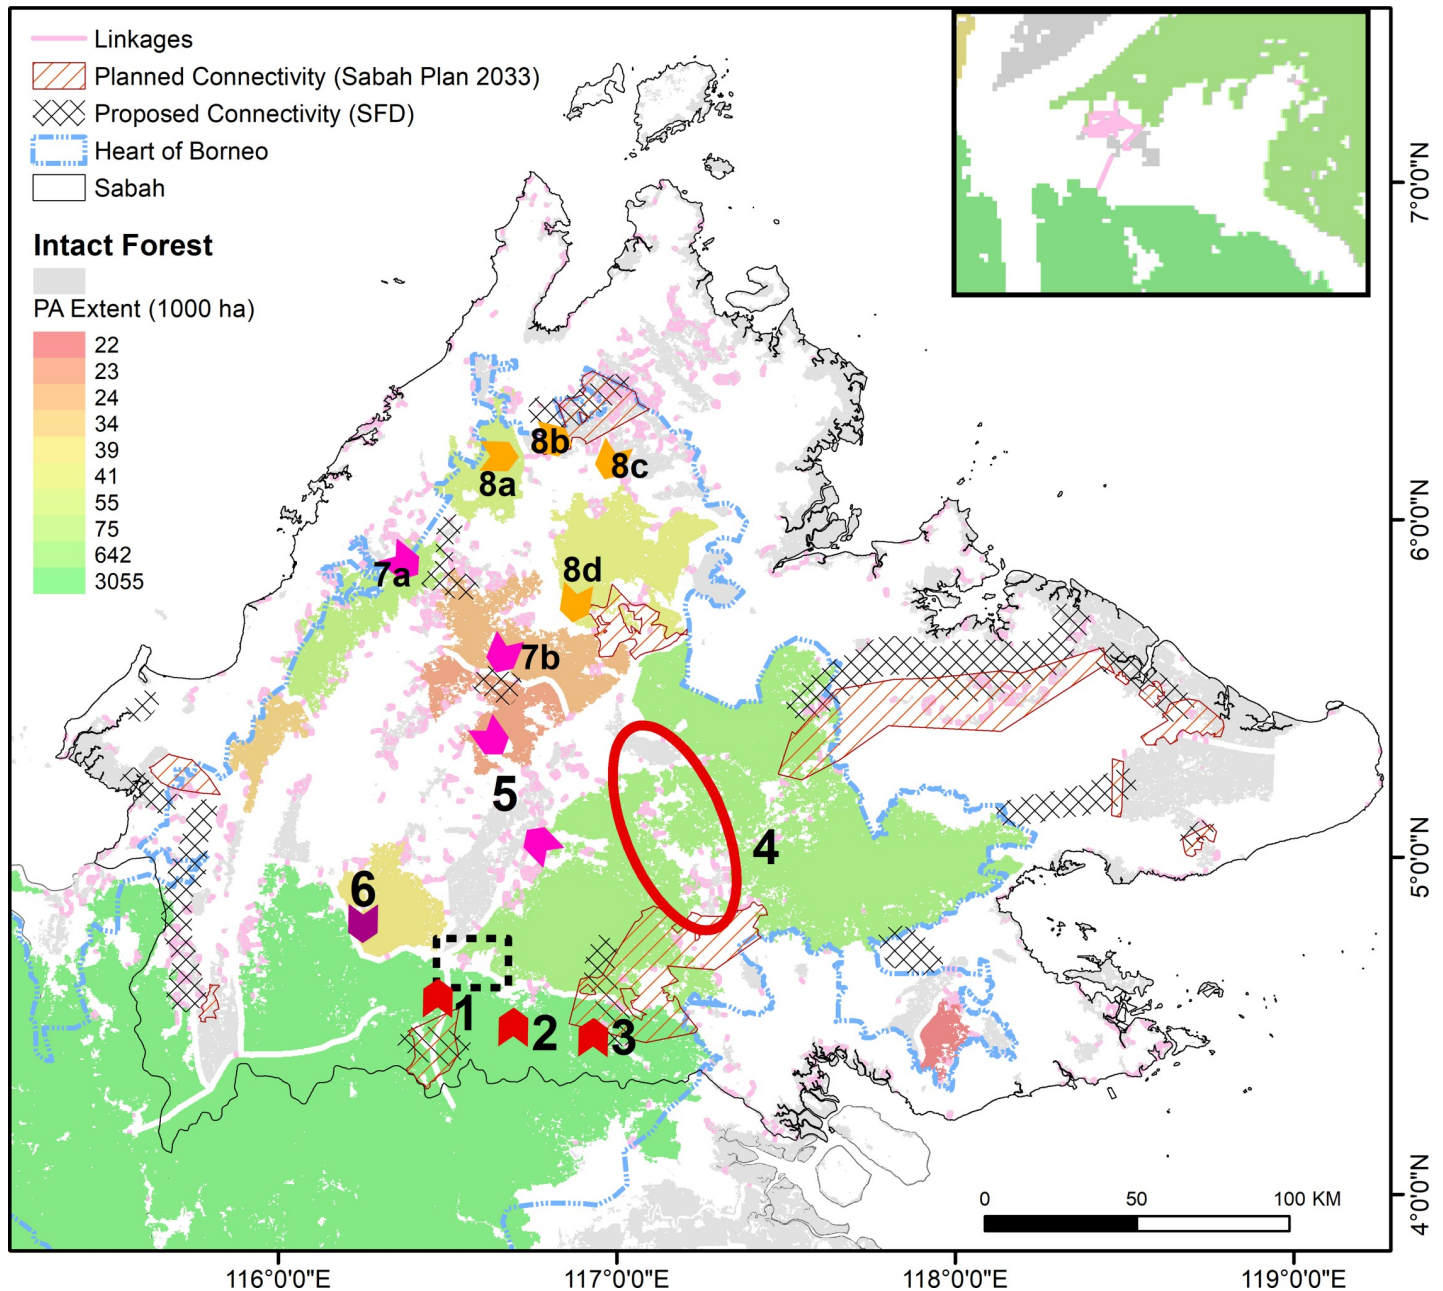 Linkages
Planned Connectivity (Sabah Plan 2033)
Proposed Connectivity (SFD)
Heart of Borneo
Sabah
Intact Forest
PA Extent (1000 ha)
22
23
24
34
39
41
55
75
642
3055
8b
8c
8a
7a
8d
7b
5
4
6
1
2
3
0 50 100 KM
7°0'0"N
6°0'0"N
5°0'0"N
4°0'0"N
116°0'0"E 117°0'0"E 118°0'0"E 119°0'0"E